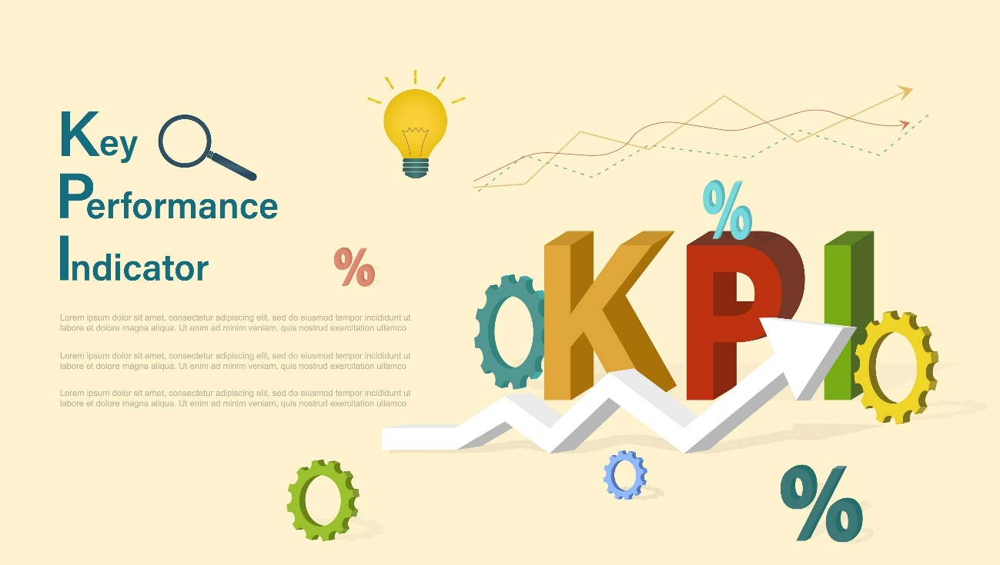 Key
Performance
Indicator
%
%
KPI
Lorem ipsum dolor sit amet, consectetur adipiscing elit, sed do eiusmod tempor incididunt ut
labore et dolore magna aliqua. Ut enim ad minim veniam, quis nostrud exercitation ullamco
Lorem ipsum dolor sit amet, consectetur adipiscing elit, sed do eiusmod tempor incididunt ut
labore et dolore magna aliqua. Ut enim ad minim veniam, quis nostrud exercitation ullamco
Lorem ipsum dolor sit amet, consectetur adipiscing elit, sed do eiusmod tempor incididunt ut
labore et dolore magna aliqua. Ut enim ad minim veniam, quis nostrud exercitation ullamco
%